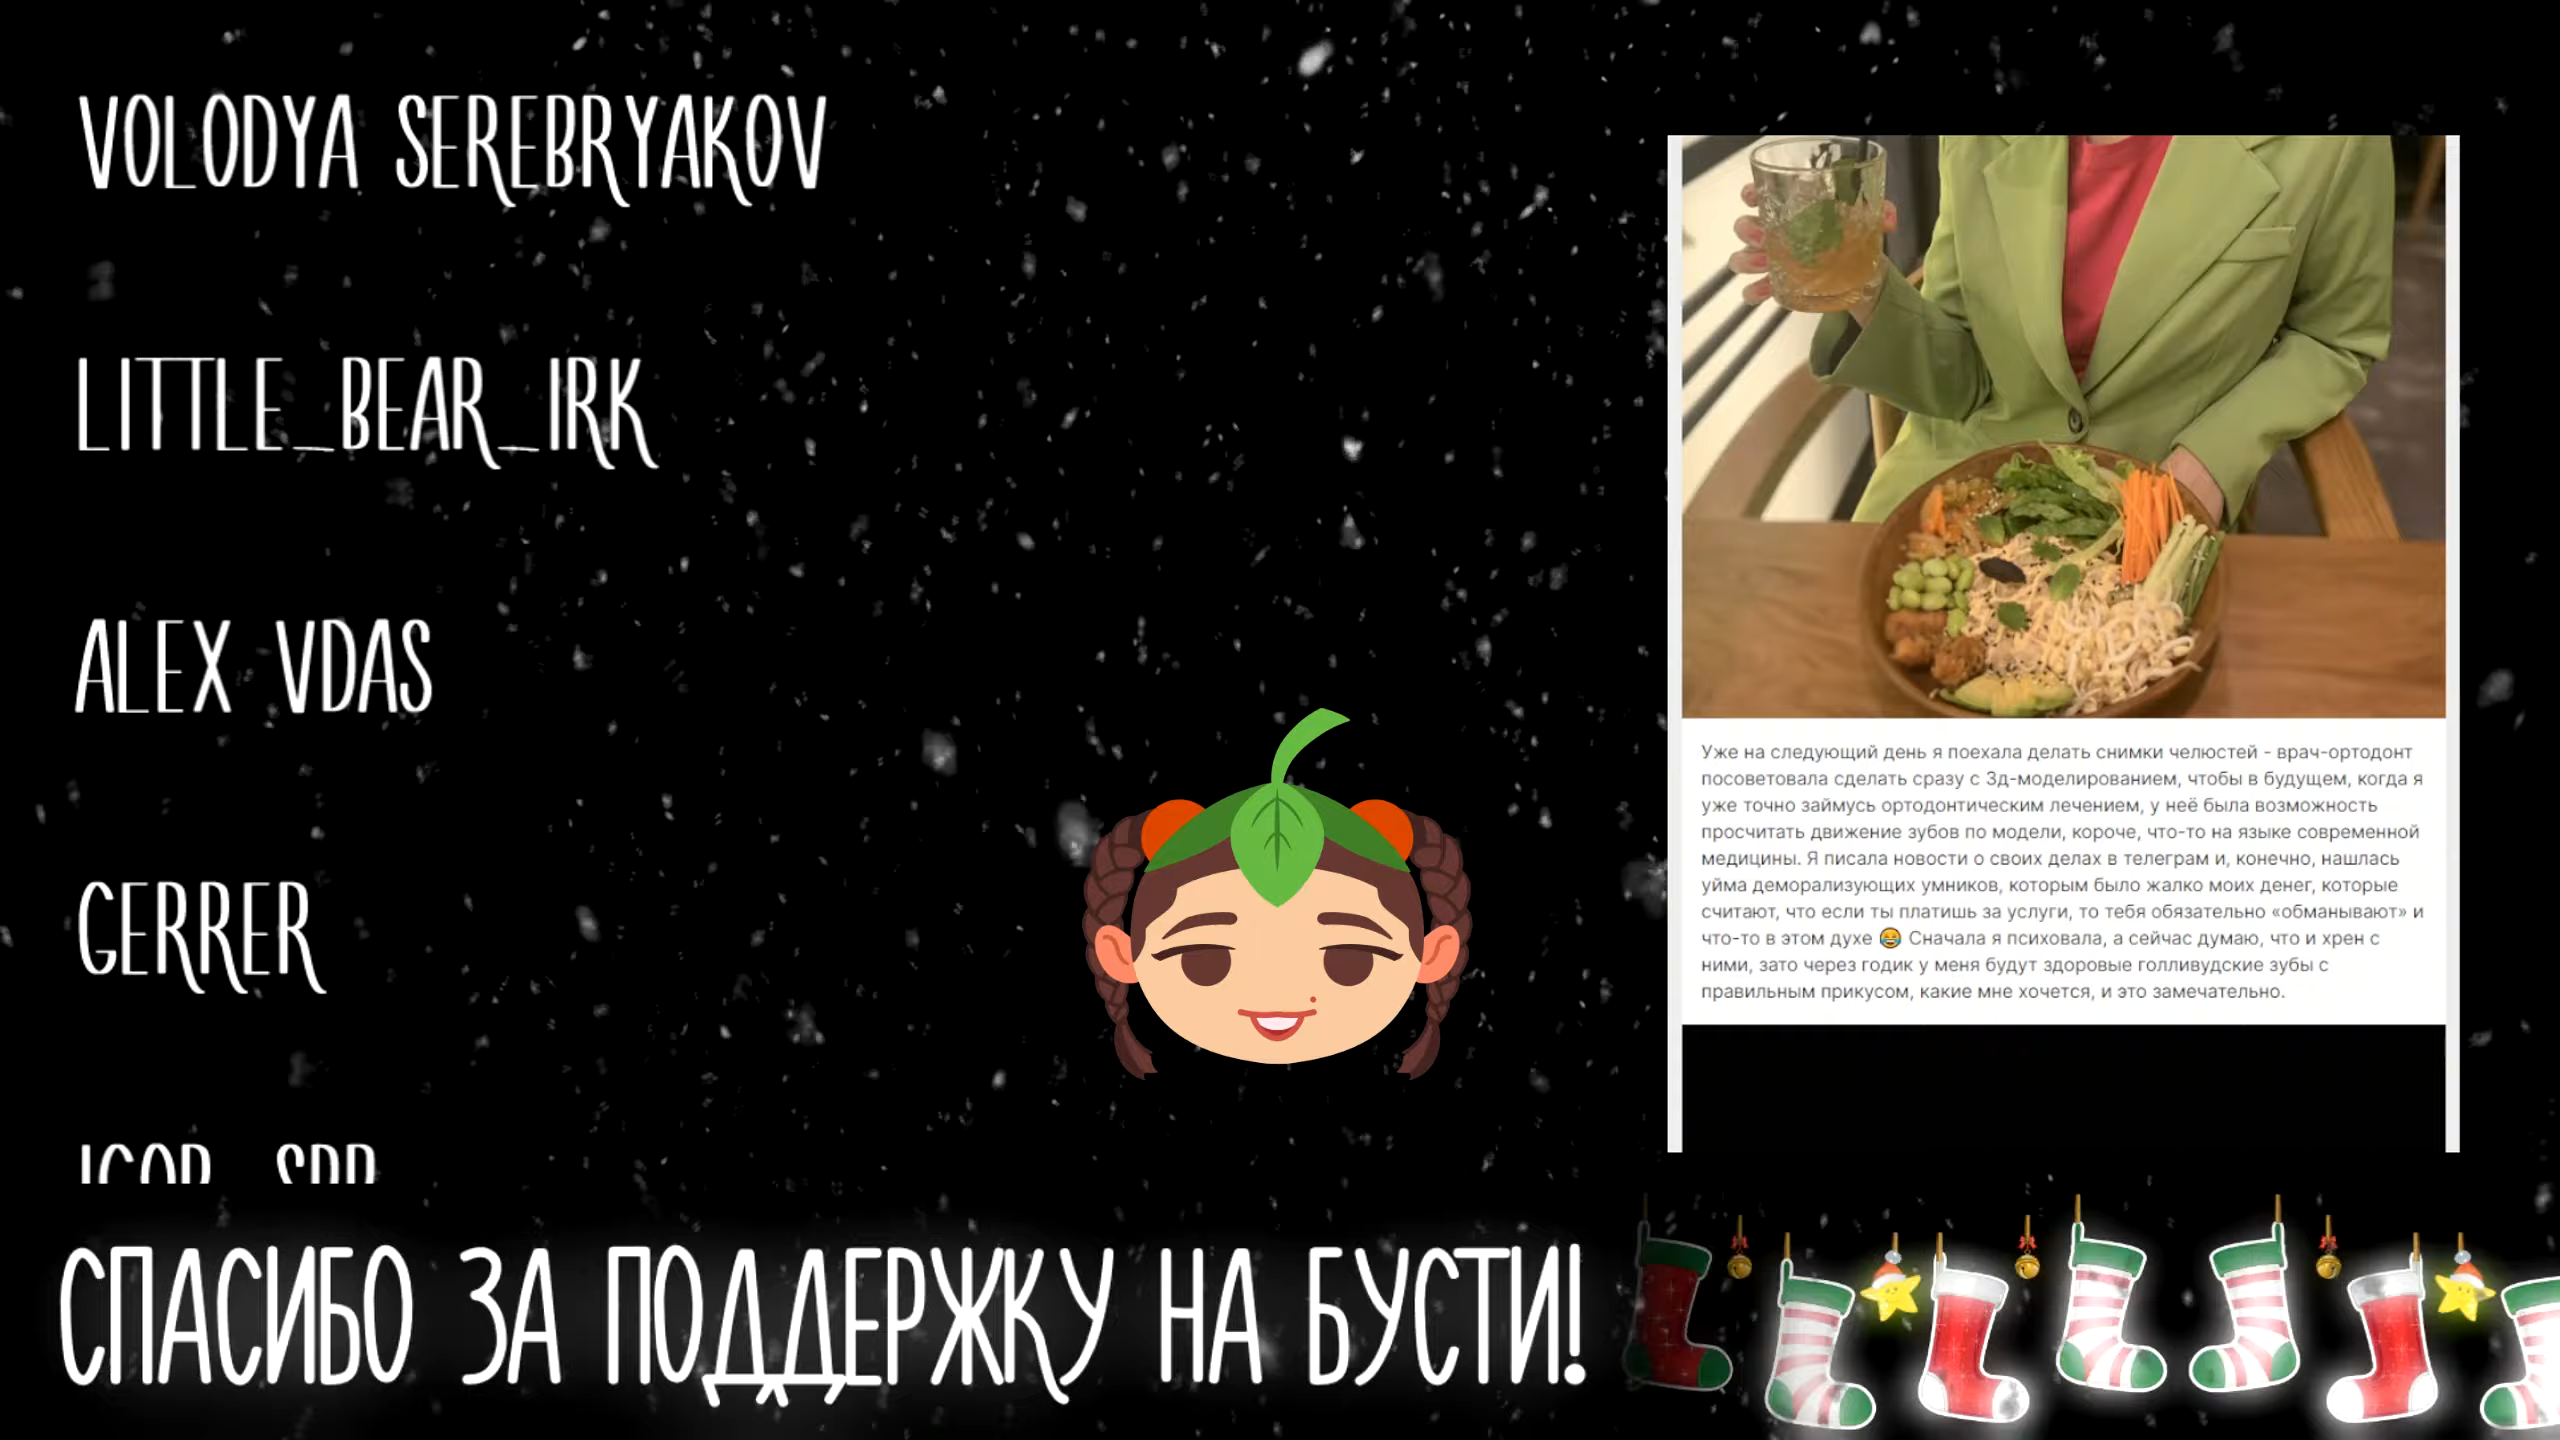 VOLODYA SEREBRYAKOV
LITTLE_BEAR_IRK
ALEX VDAS
GERRER
СПАСИБО ЗА ПОДДЕРЖКУ НА БУСТИ!
Уже на следующий день я поехала делать снимки челюстей - врач-ортодонт
посоветовала сделать сразу с 3д-моделированием, чтобы в будущем, когда я
уже точно займусь ортодонтическим лечением, у неё была возможность
просчитать движение зубов по модели, короче, что-то на языке современной
медицины. Я писала новости о своих делах в телеграм и, конечно, нашлась
уйма деморализующих умников, которым было жалко моих денег, которые
считают, что если ты платишь за услуги, то тебя обязательно «обманывают» и
что-то в этом духе 😂 Сначала я психовала, а сейчас думаю, что и хрен с
ними, зато через годик у меня будут здоровые голливудские зубы с
правильным прикусом, какие мне хочется, и это замечательно.